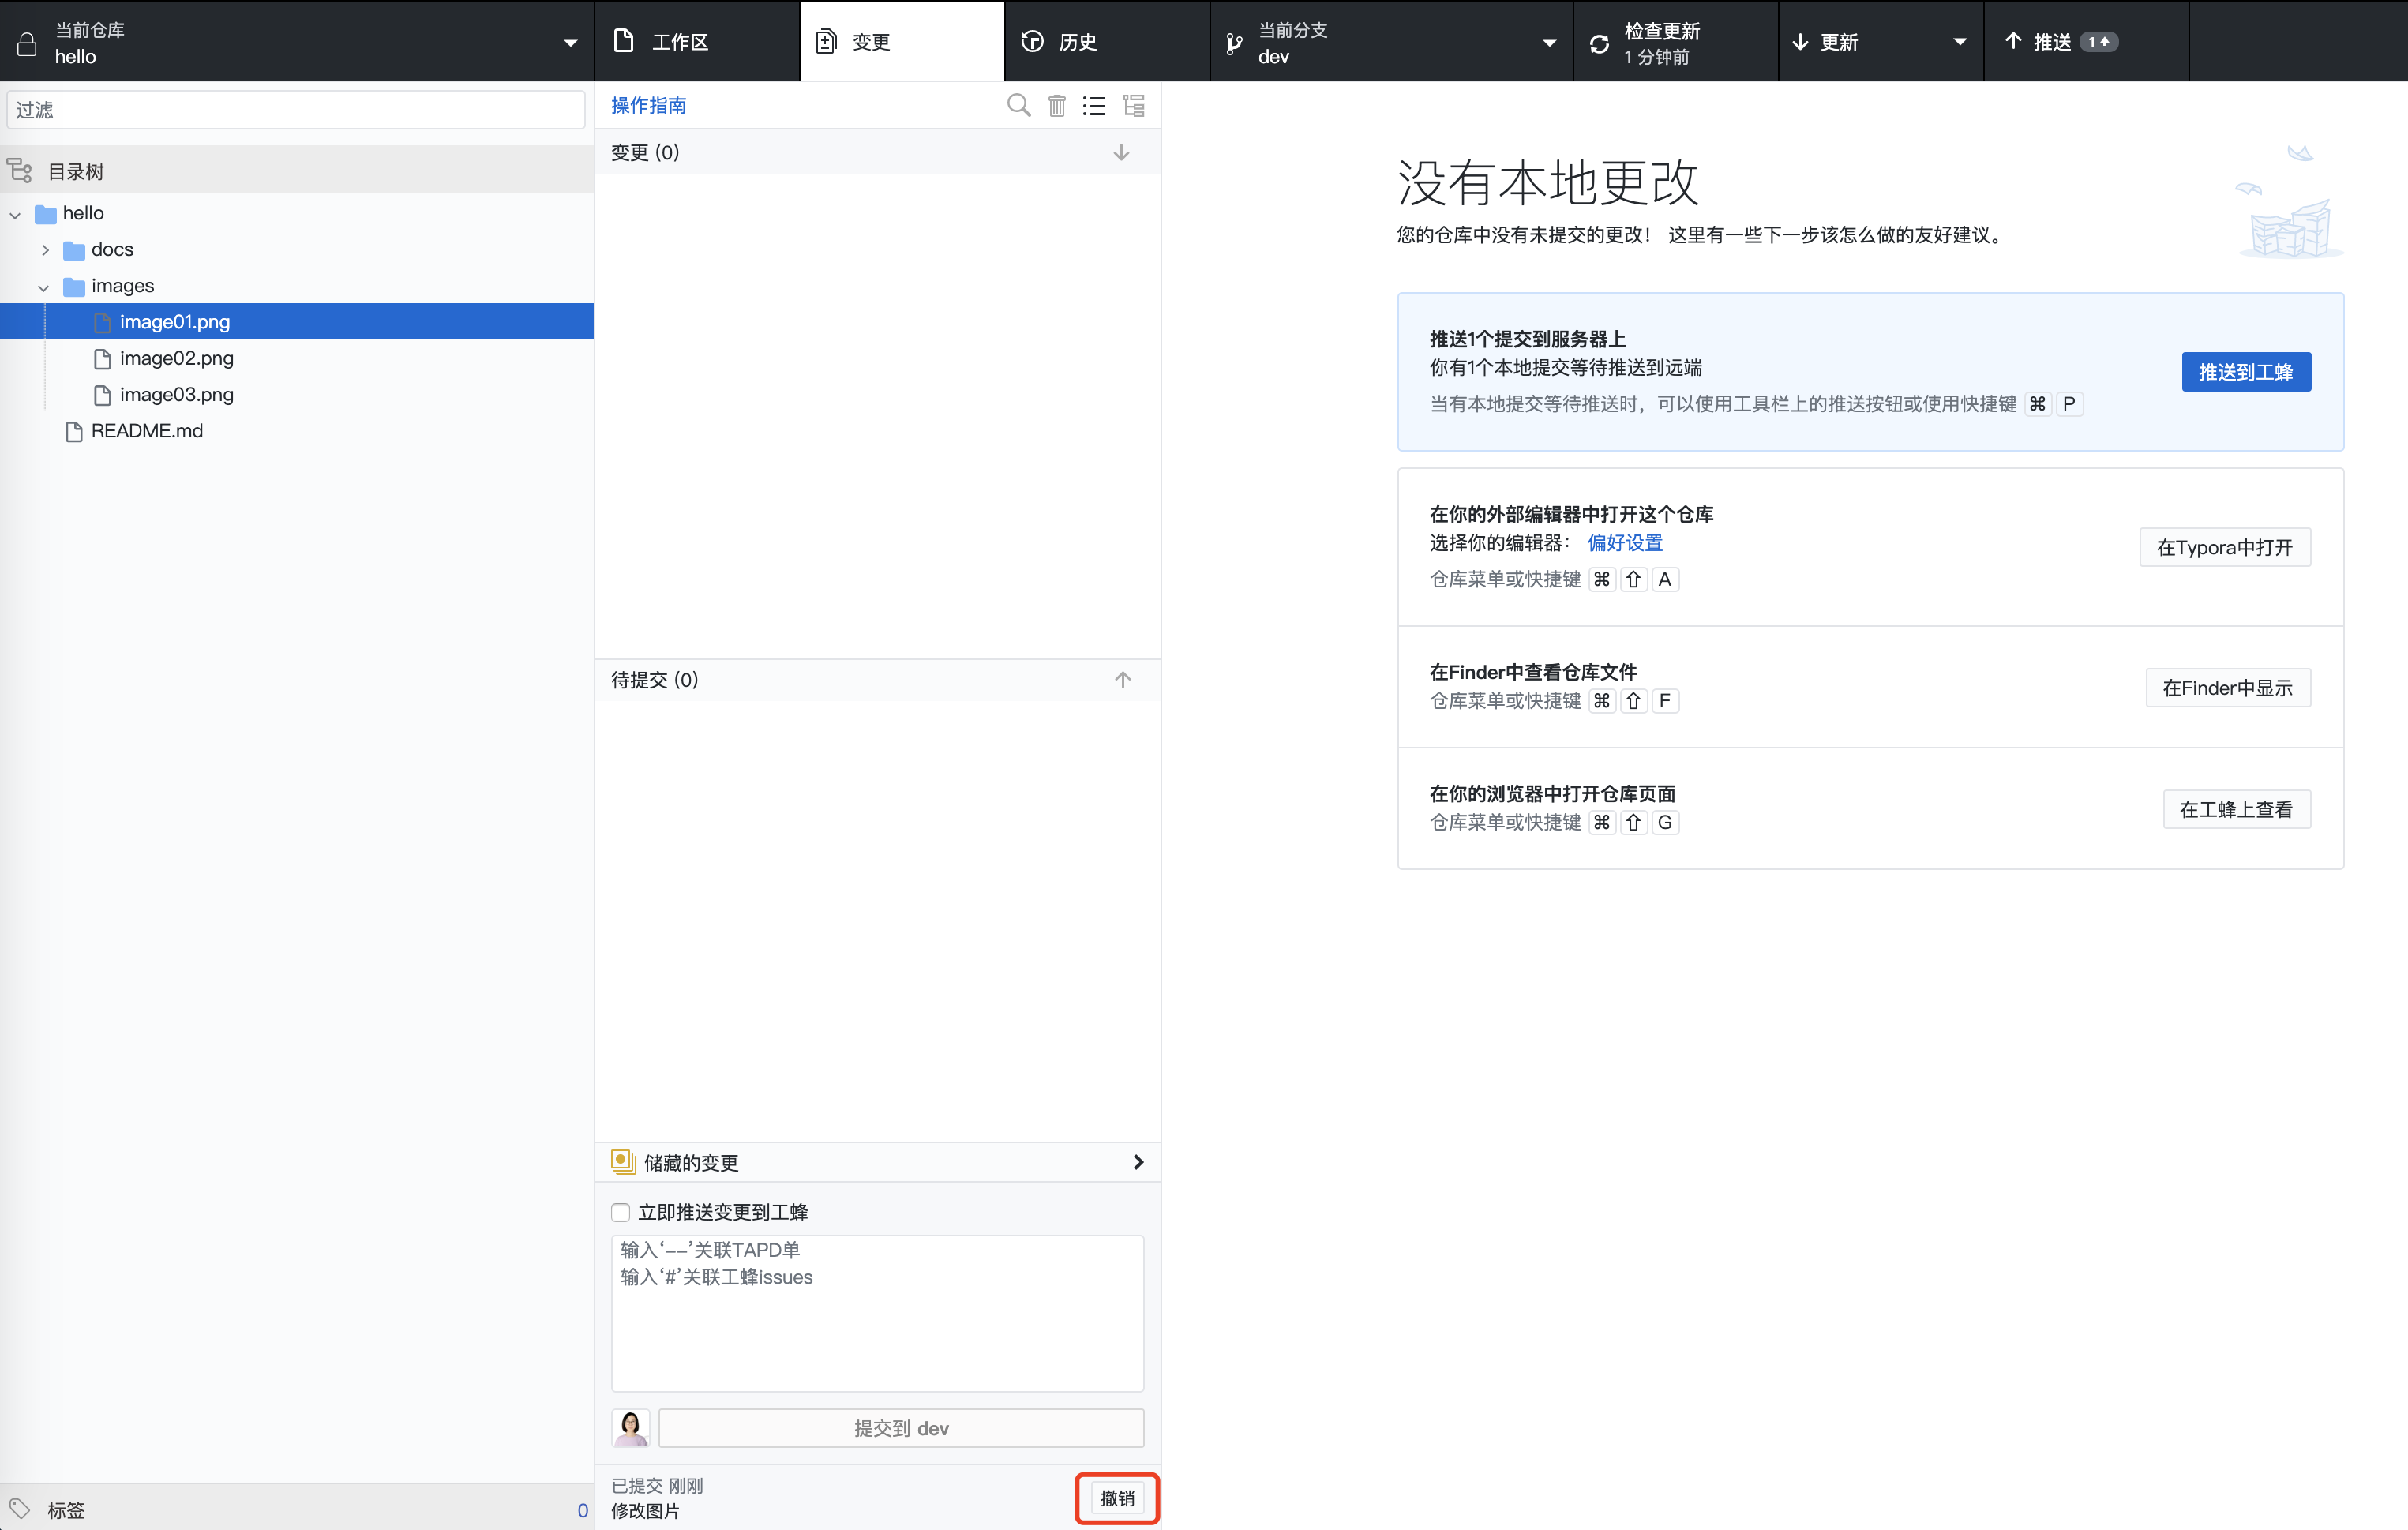 当前仓库
hello
工作区
变更
历史
当前分支
dev
检查更新
1 分钟前
更新
推送 1
过滤
目录树
hello
docs
images
image01.png
image02.png
image03.png
README.md
标签
0
操作指南
变更 (0)
待提交 (0)
储藏的变更
立即推送变更到工蜂
输入‘--’关联TAPD单
输入‘#’关联工蜂issues
提交到 dev
已提交 刚刚
修改图片
撤销
没有本地更改
您的仓库中没有未提交的更改！ 这里有一些下一步该怎么做的友好建议。
推送1个提交到服务器上
你有1个本地提交等待推送到远端
当有本地提交等待推送时，可以使用工具栏上的推送按钮或使用快捷键 ⌘ P
推送到工蜂
在你的外部编辑器中打开这个仓库
选择你的编辑器： 偏好设置
仓库菜单或快捷键 ⌘ ⇧ A
在Typora中打开
在Finder中查看仓库文件
仓库菜单或快捷键 ⌘ ⇧ F
在Finder中显示
在你的浏览器中打开仓库页面
仓库菜单或快捷键 ⌘ ⇧ G
在工蜂上查看